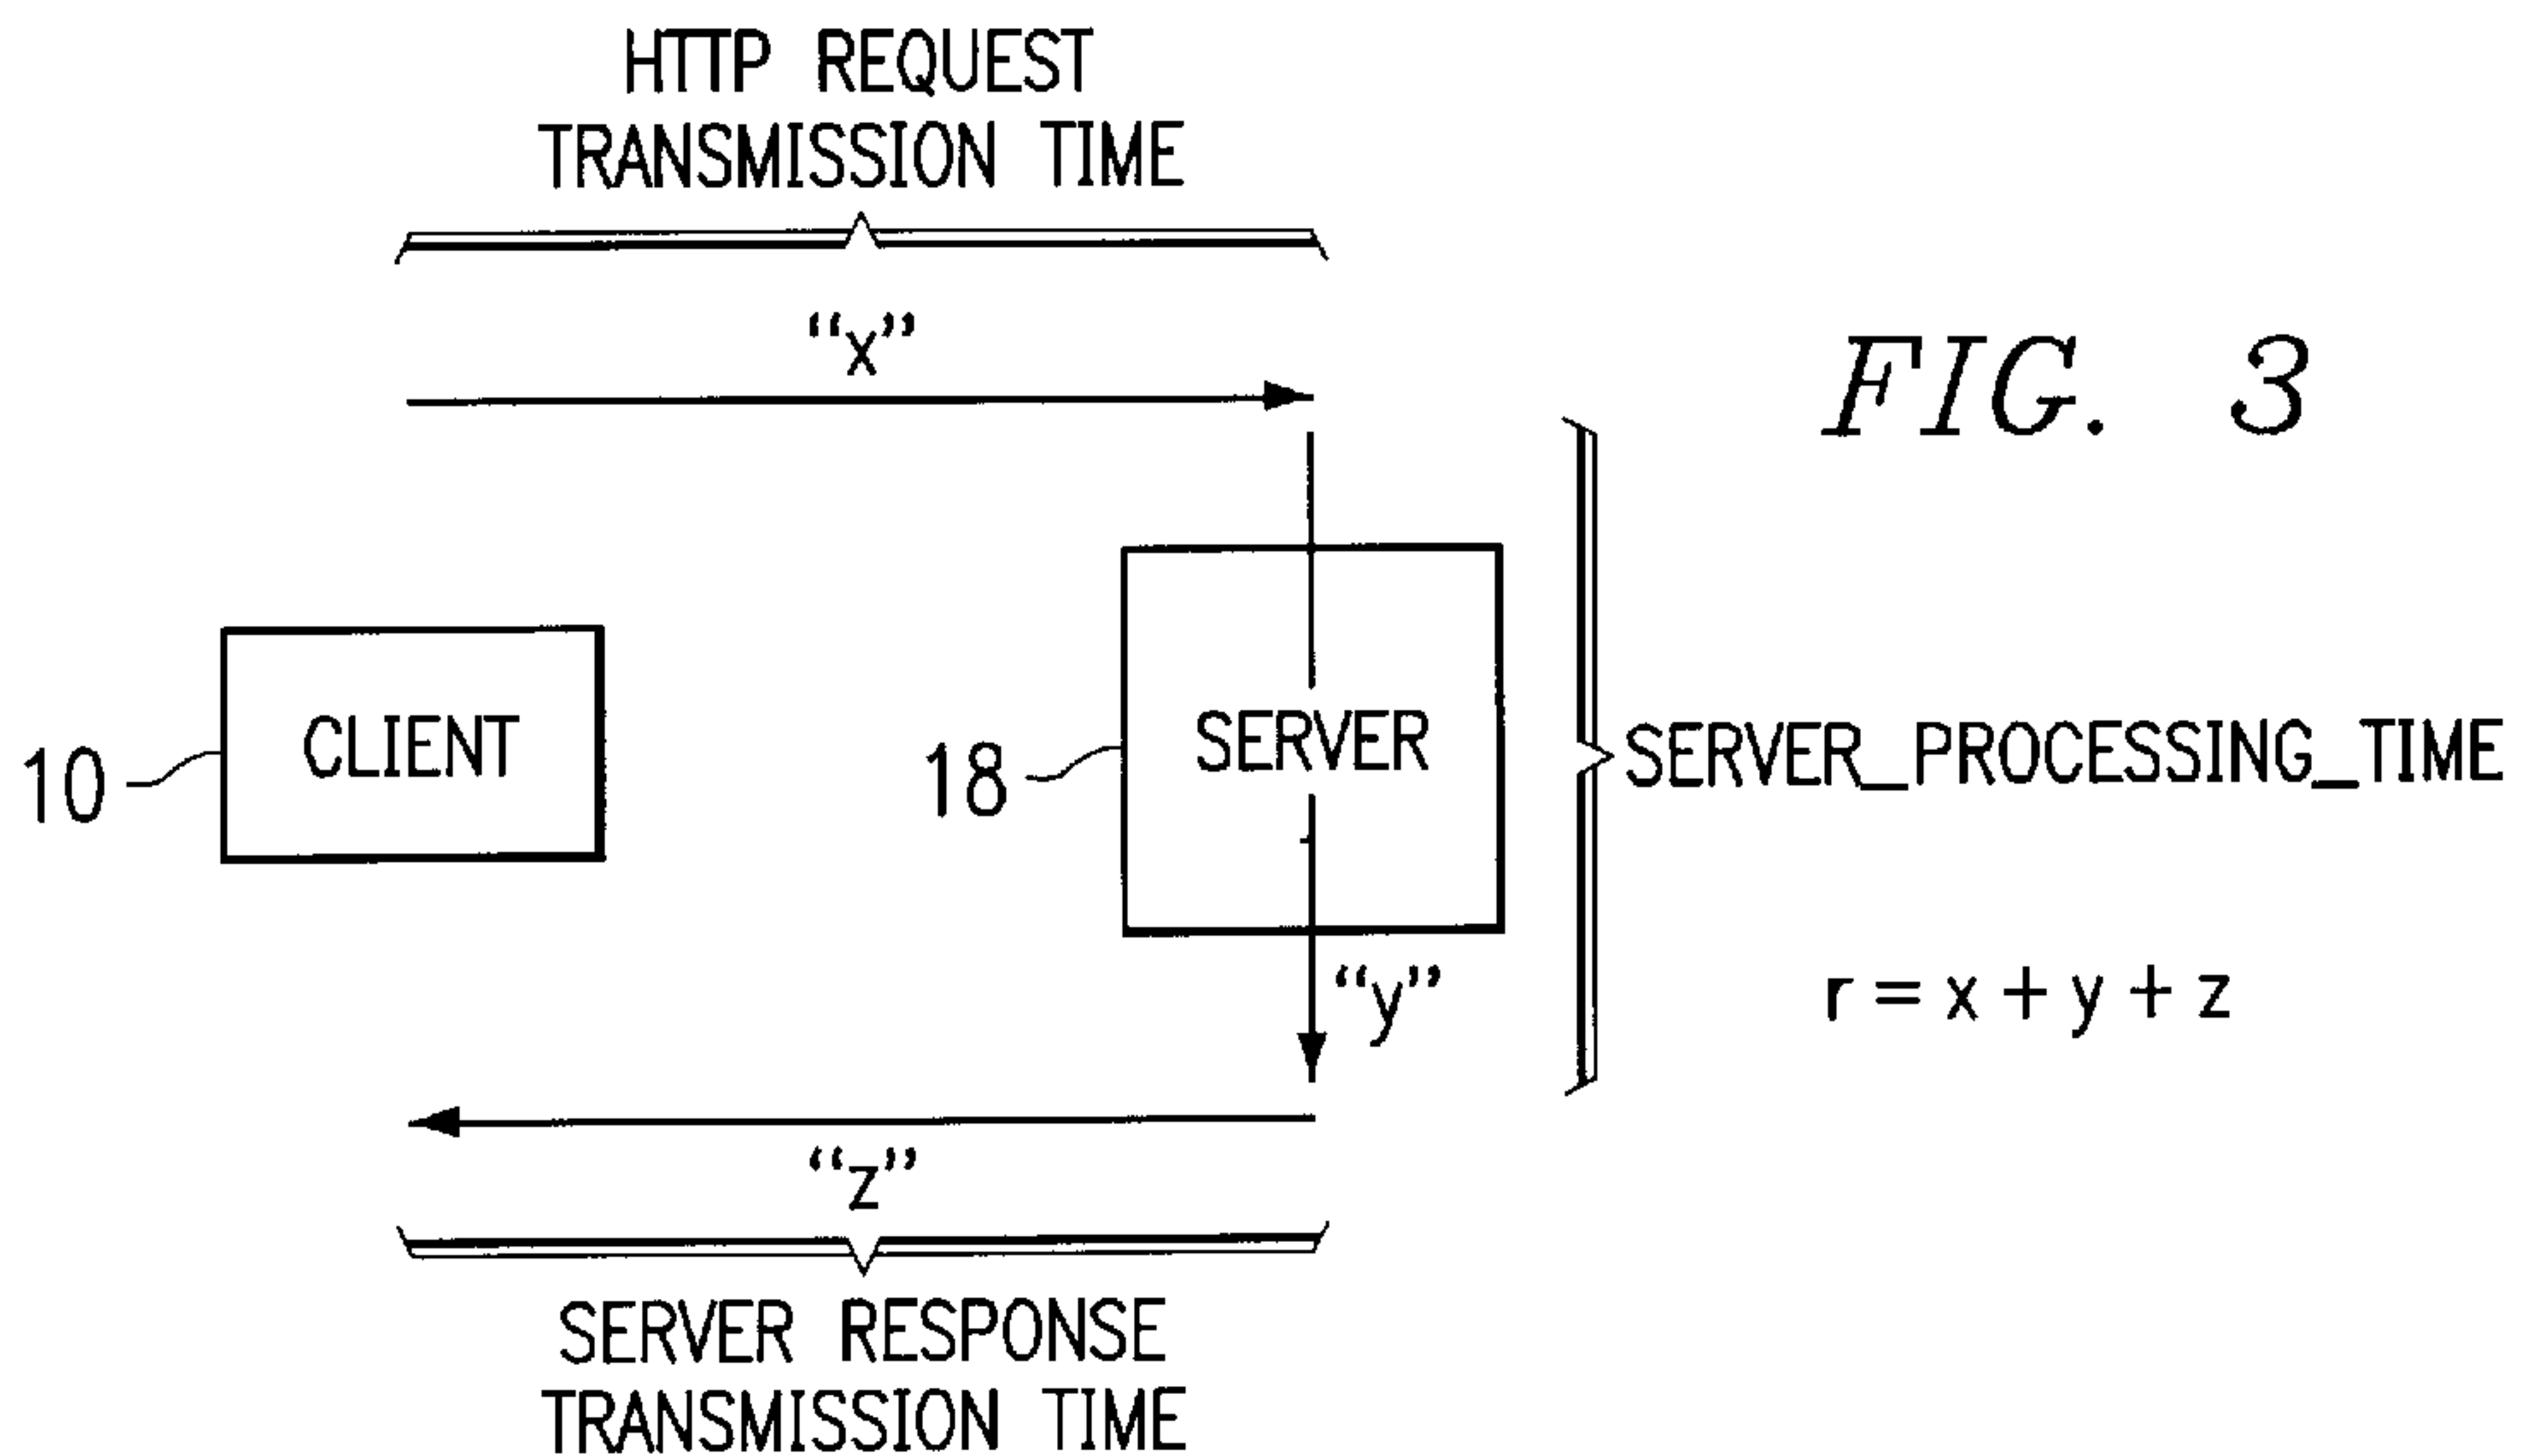 HTTP REQUEST
TRANSMISSION TIME
“x”
FIG. 3
10
CLIENT
18
SERVER
SERVER_PROCESSING_TIME
“y”
r = x + y + z
“z”
SERVER RESPONSE
TRANSMISSION TIME